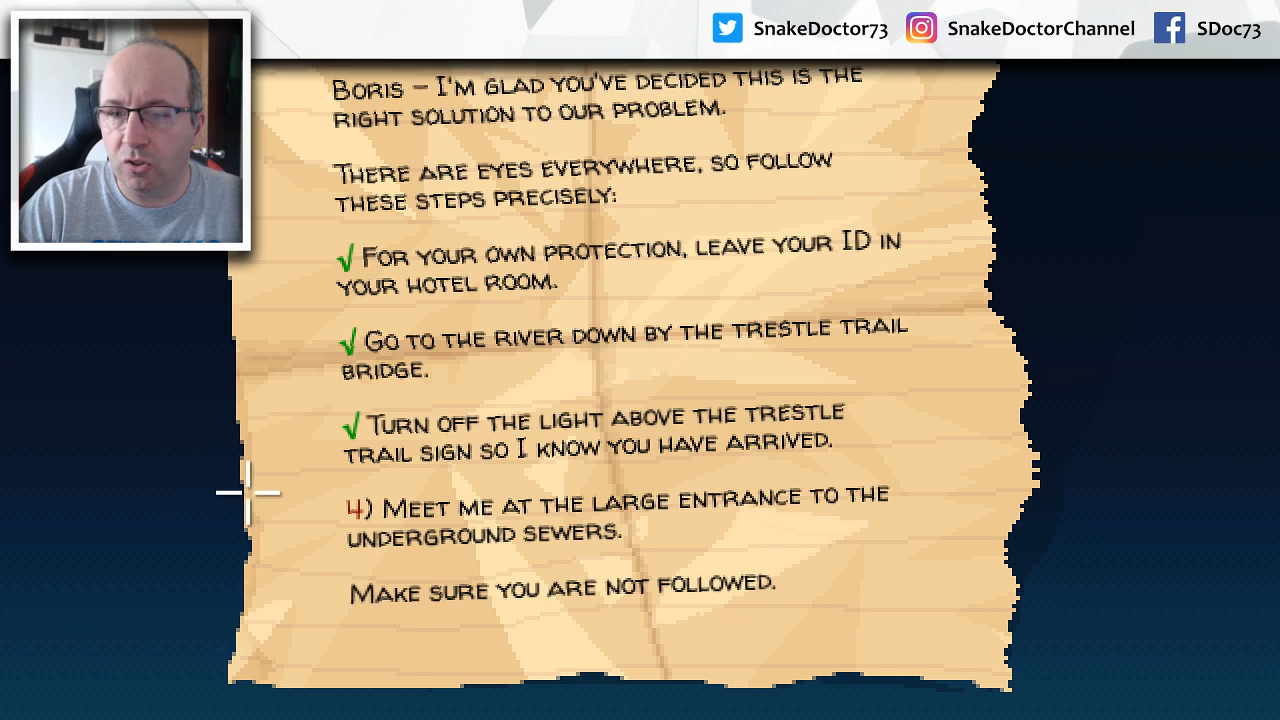 SnakeDoctor73 SnakeDoctorChannel SDoc73
BORIS – I'M GLAD YOU'VE DECIDED THIS IS THE
RIGHT SOLUTION TO OUR PROBLEM.
THERE ARE EYES EVERYWHERE, SO FOLLOW
THESE STEPS PRECISELY:
√ FOR YOUR OWN PROTECTION, LEAVE YOUR ID IN
YOUR HOTEL ROOM.
√ GO TO THE RIVER DOWN BY THE TRESTLE TRAIL
BRIDGE.
√ TURN OFF THE LIGHT ABOVE THE TRESTLE
TRAIL SIGN SO I KNOW YOU HAVE ARRIVED.
4) MEET ME AT THE LARGE ENTRANCE TO THE
UNDERGROUND SEWERS.
MAKE SURE YOU ARE NOT FOLLOWED.